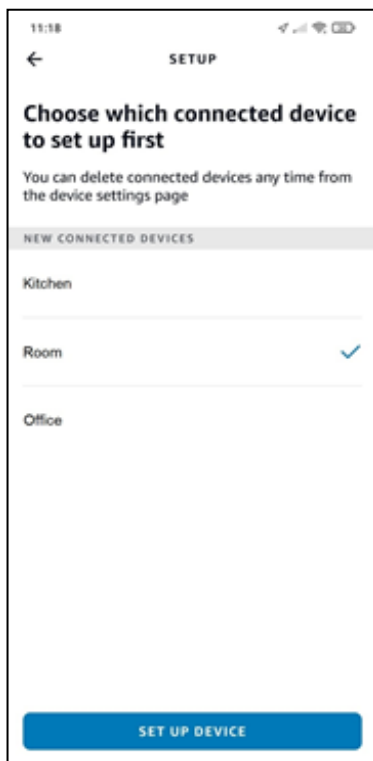 11:18
SETUP
Choose which connected device
to set up first
You can delete connected devices any time from
the device settings page
NEW CONNECTED DEVICES
Kitchen
Room
Office
SET UP DEVICE